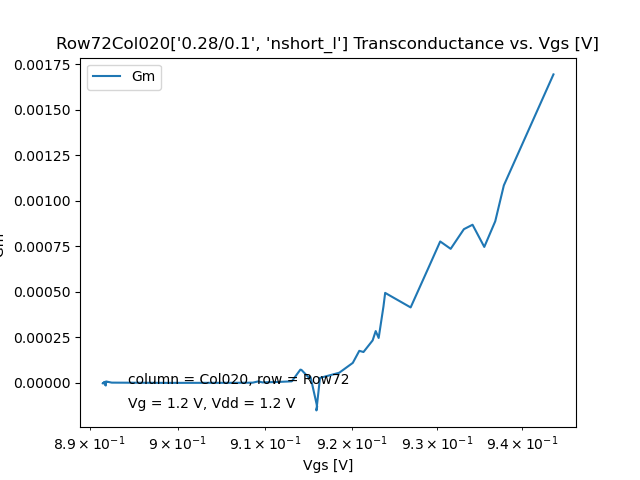 Row72Col020['0.28/0.1', 'nshort_l'] Transconductance vs. Vgs [V]
Gm
0.00175
0.00150
0.00125
0.00100
0.00075
0.00050
0.00025
0.00000
column = Col020, row = Row72
Vg = 1.2 V, Vdd = 1.2 V
8.9 × 10⁻¹ 9 × 10⁻¹ 9.1 × 10⁻¹ 9.2 × 10⁻¹ 9.3 × 10⁻¹ 9.4 × 10⁻¹
Vgs [V]